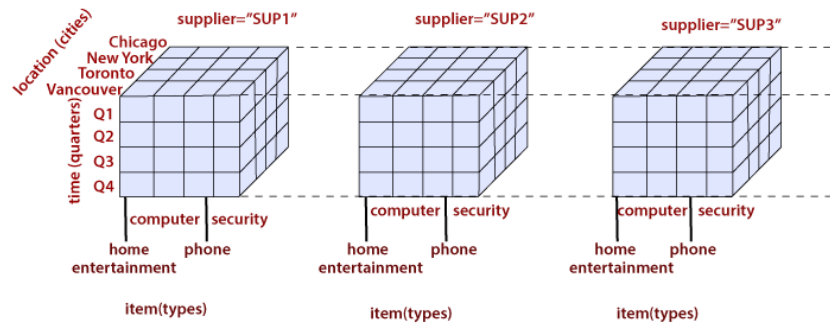 supplier="SUP1"
supplier="SUP2"
supplier="SUP3"
location (cities)
Chicago
New York
Toronto
Vancouver
time (quarters)
Q1
Q2
Q3
Q4
computer security
home
entertainment
phone
item(types)
computer security
home
entertainment
phone
item(types)
computer security
home
entertainment
phone
item(types)